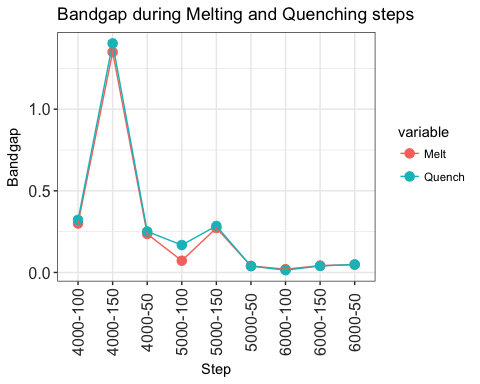 Bandgap during Melting and Quenching steps
Bandgap
1.0
0.5
0.0
4000-100
4000-150
4000-50
5000-100
5000-150
5000-50
6000-100
6000-150
6000-50
Step
variable
Melt
Quench